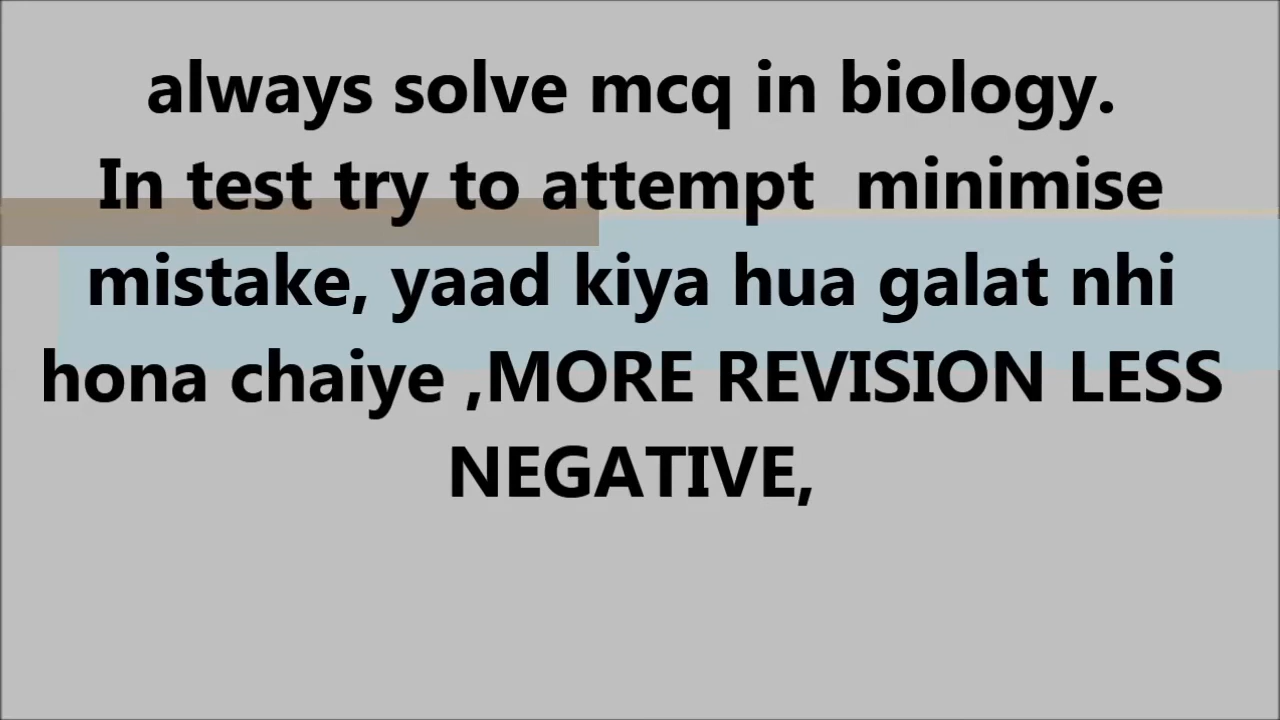 always solve mcq in biology.
In test try to attempt  minimise
mistake, yaad kiya hua galat nhi
hona chaiye ,MORE REVISION LESS
NEGATIVE,